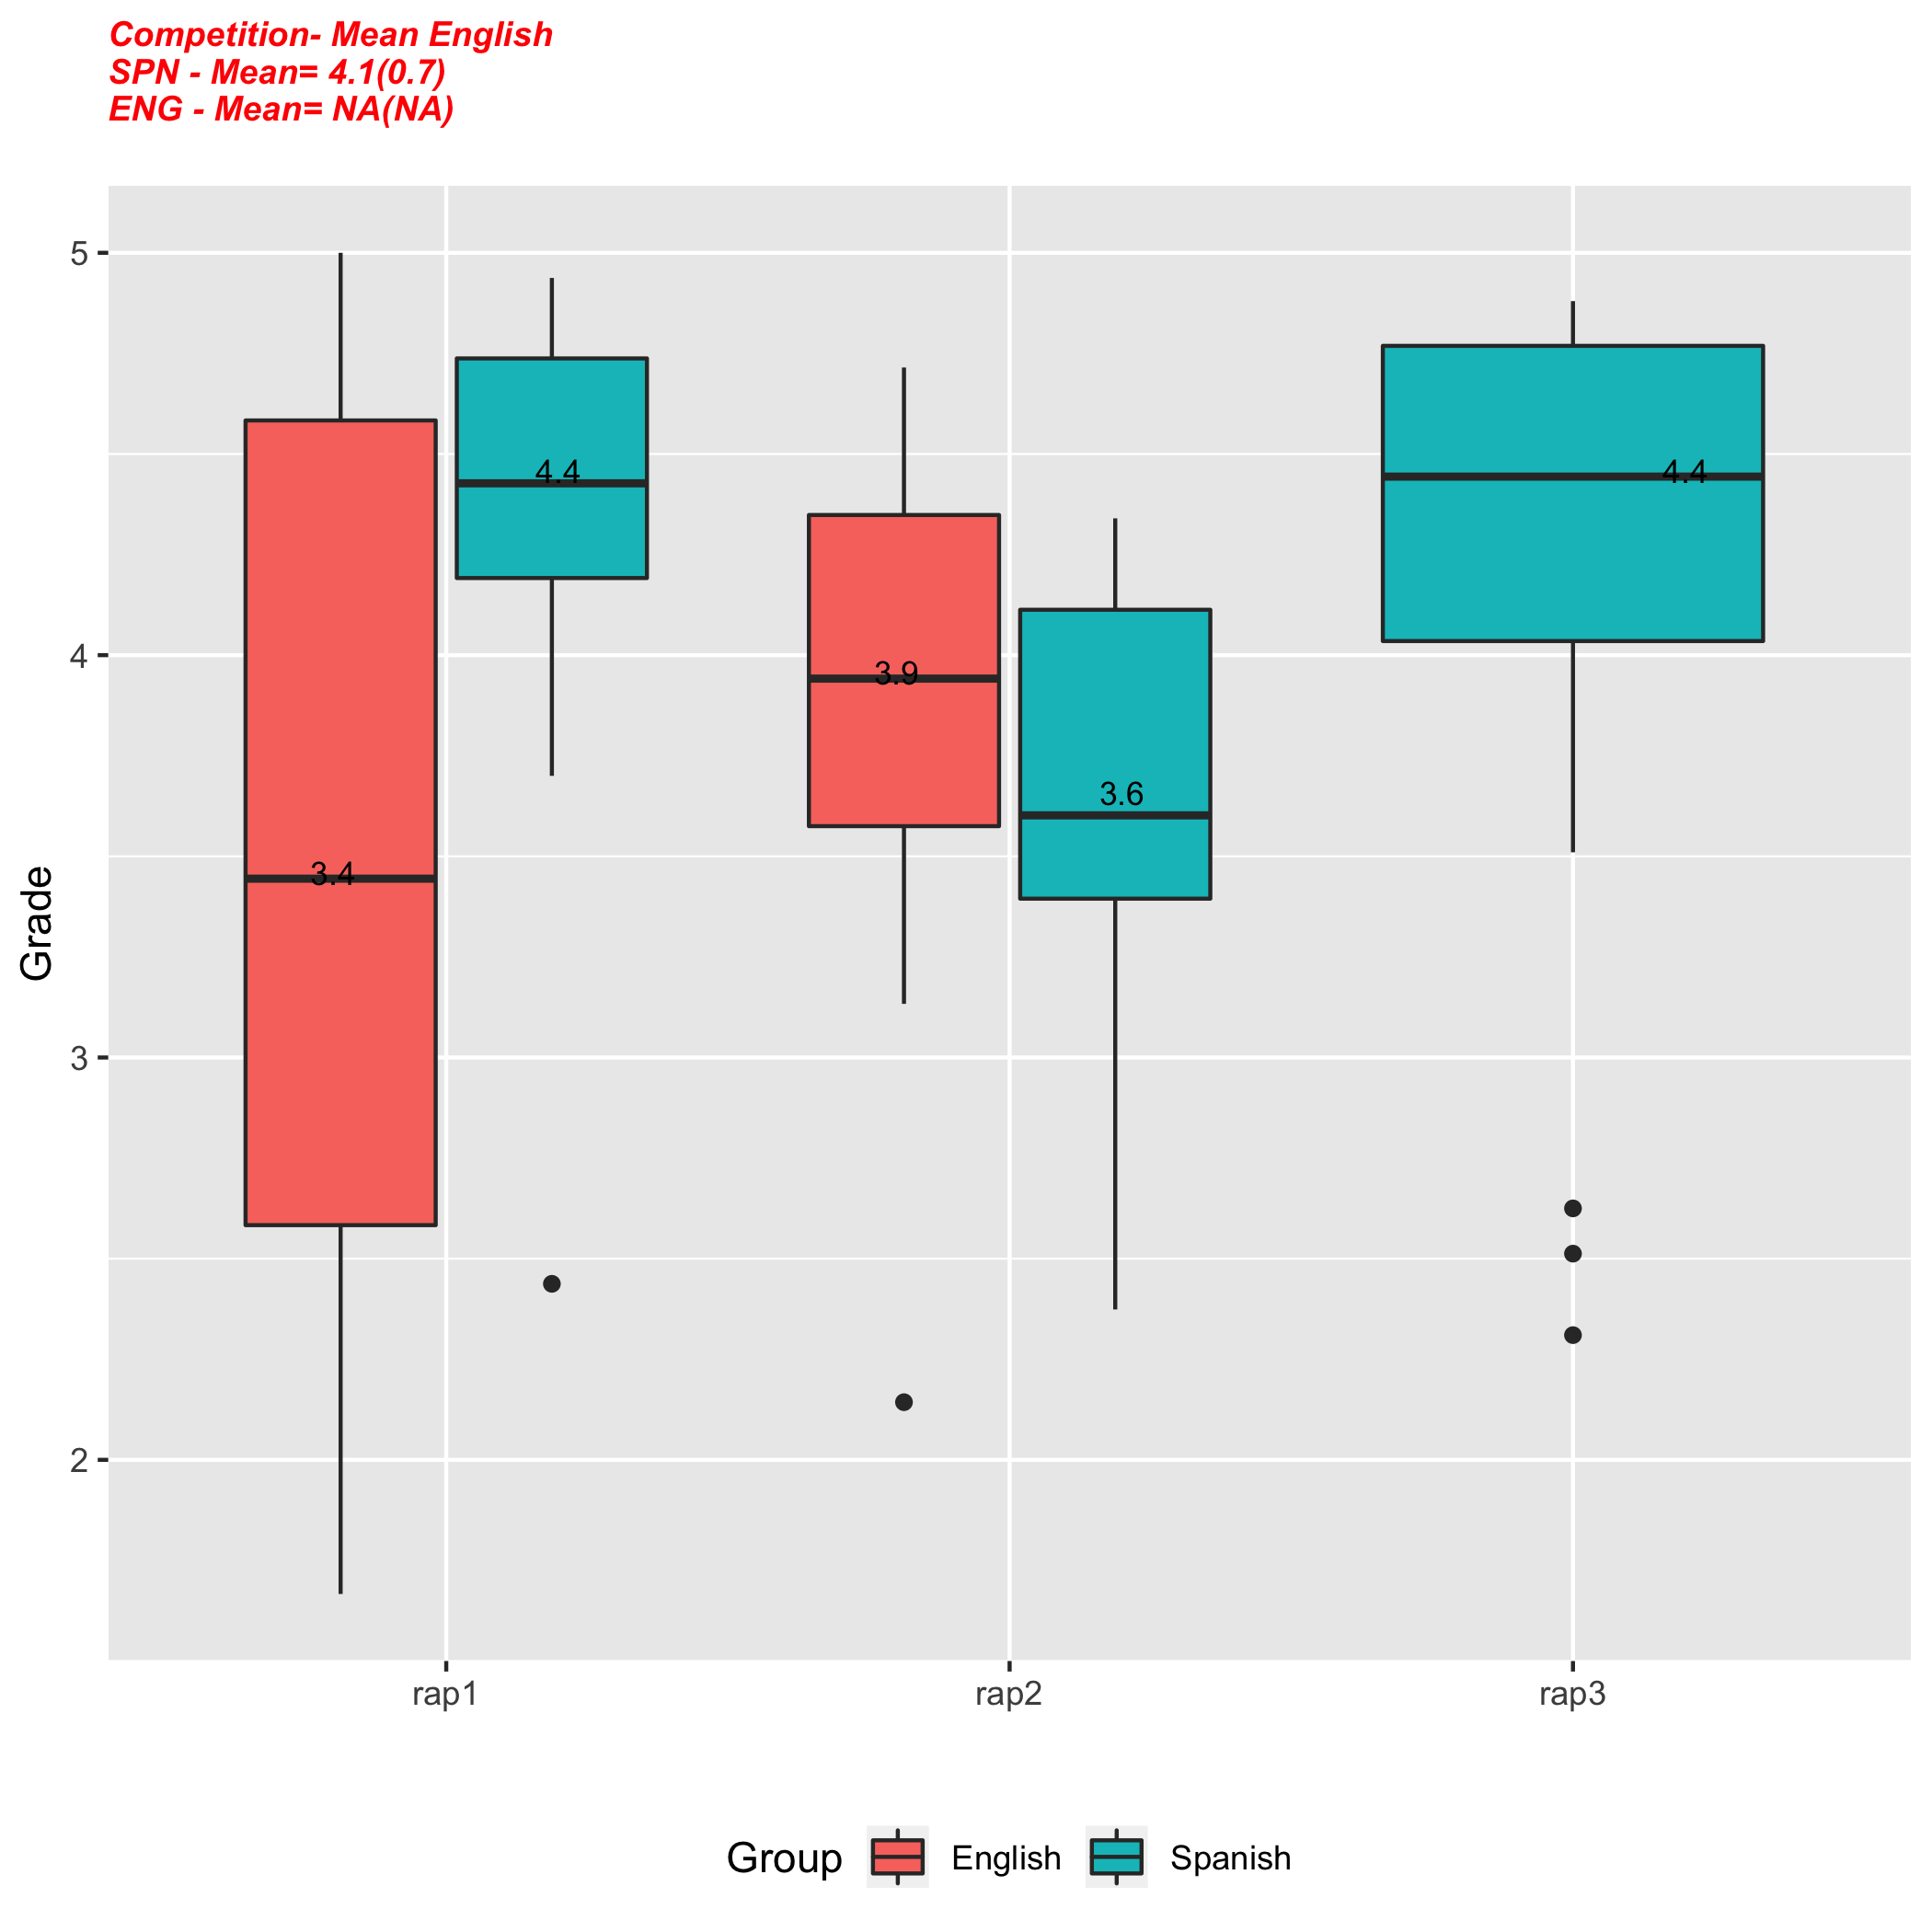 Competition- Mean English
SPN - Mean= 4.1(0.7)
ENG - Mean= NA(NA)
5
4
3
2
Grade
3.4
4.4
3.9
3.6
4.4
rap1
rap2
rap3
Group English Spanish